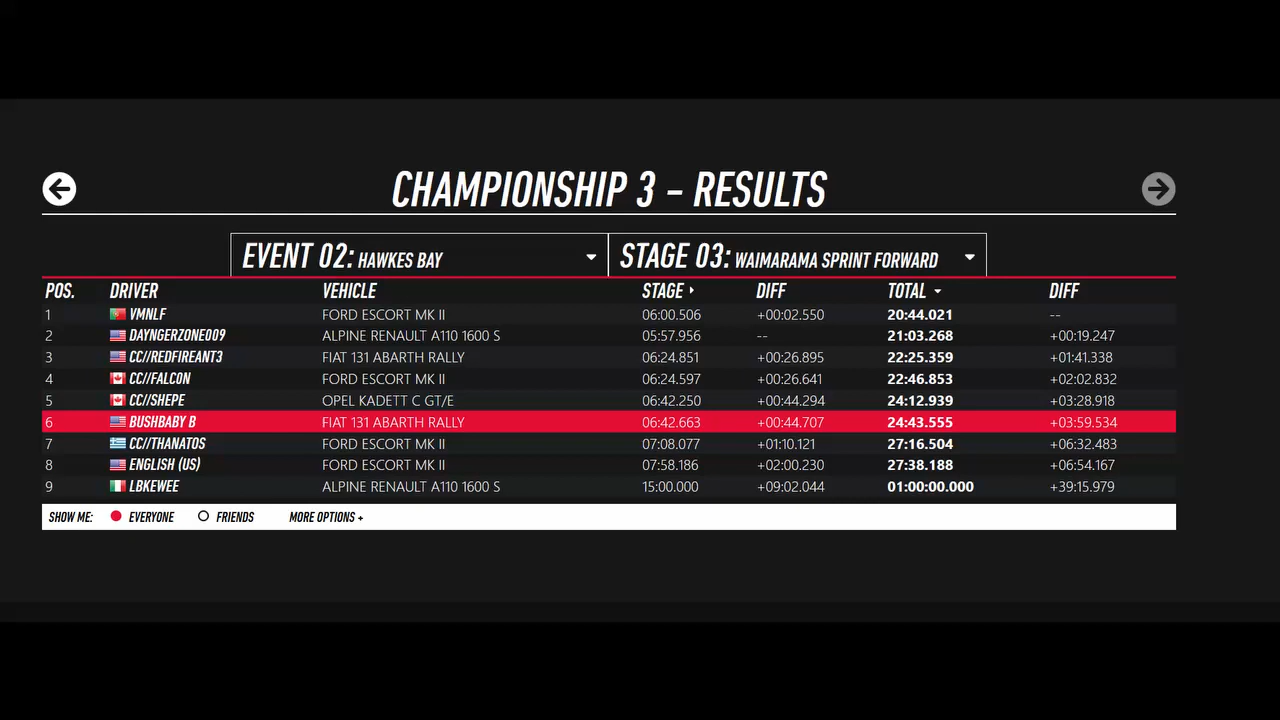 CHAMPIONSHIP 3 – RESULTS
EVENT 02: HAWKES BAY STAGE 03: WAIMARAMA SPRINT FORWARD
POS. DRIVER VEHICLE STAGE DIFF TOTAL DIFF
1 VMNLF FORD ESCORT MK II 06:00.506 +00:02.550 20:44.021 --
2 DAYNGERZONE009 ALPINE RENAULT A110 1600 S 05:57.956 -- 21:03.268 +00:19.247
3 CC//REDFIREANT3 FIAT 131 ABARTH RALLY 06:24.851 +00:26.895 22:25.359 +01:41.338
4 CC//FALCON FORD ESCORT MK II 06:24.597 +00:26.641 22:46.853 +02:02.832
5 CC//SHEPE OPEL KADETT C GT/E 06:42.250 +00:44.294 24:12.939 +03:28.918
6 BUSHBABY B FIAT 131 ABARTH RALLY 06:42.663 +00:44.707 24:43.555 +03:59.534
7 CC//THANATOS FORD ESCORT MK II 07:08.077 +01:10.121 27:16.504 +06:32.483
8 ENGLISH (US) FORD ESCORT MK II 07:58.186 +02:00.230 27:38.188 +06:54.167
9 LBKEWEE ALPINE RENAULT A110 1600 S 15:00.000 +09:02.044 01:00:00.000 +39:15.979
SHOW ME: EVERYONE FRIENDS MORE OPTIONS +